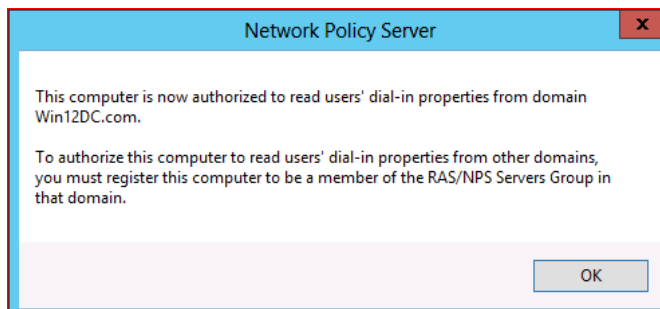 Network Policy Server
x
This computer is now authorized to read users' dial-in properties from domain
Win12DC.com.
To authorize this computer to read users' dial-in properties from other domains,
you must register this computer to be a member of the RAS/NPS Servers Group in
that domain.
OK